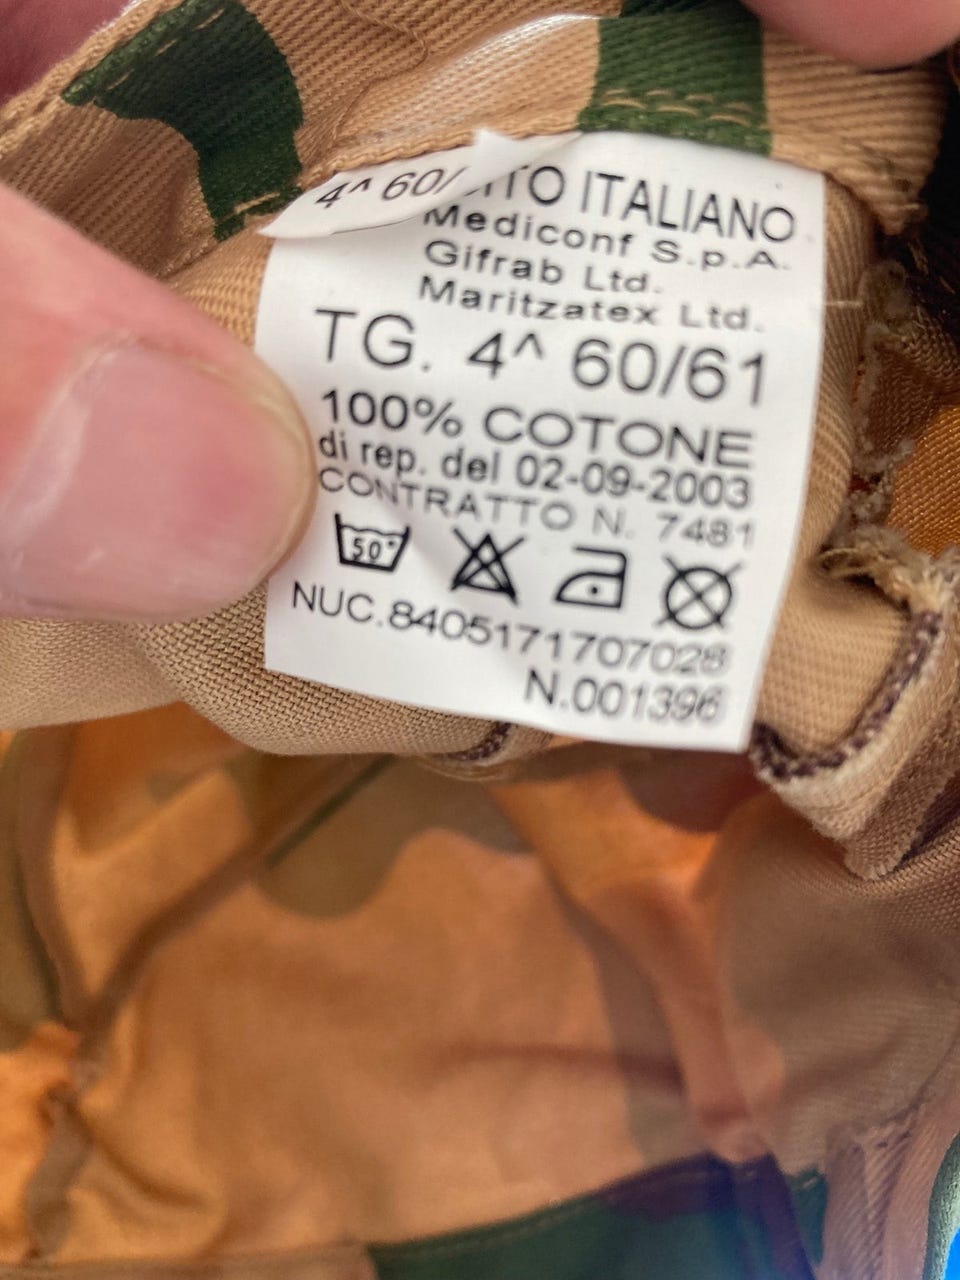 4^ 60/
ITO ITALIANO
Mediconf S.p.A.
Gifrab Ltd.
Maritzatex Ltd.
TG. 4^ 60/61
100% COTONE
di rep. del 02-09-2003
CONTRATTO N. 7481
50°
NUC.8405171707028
N.001396